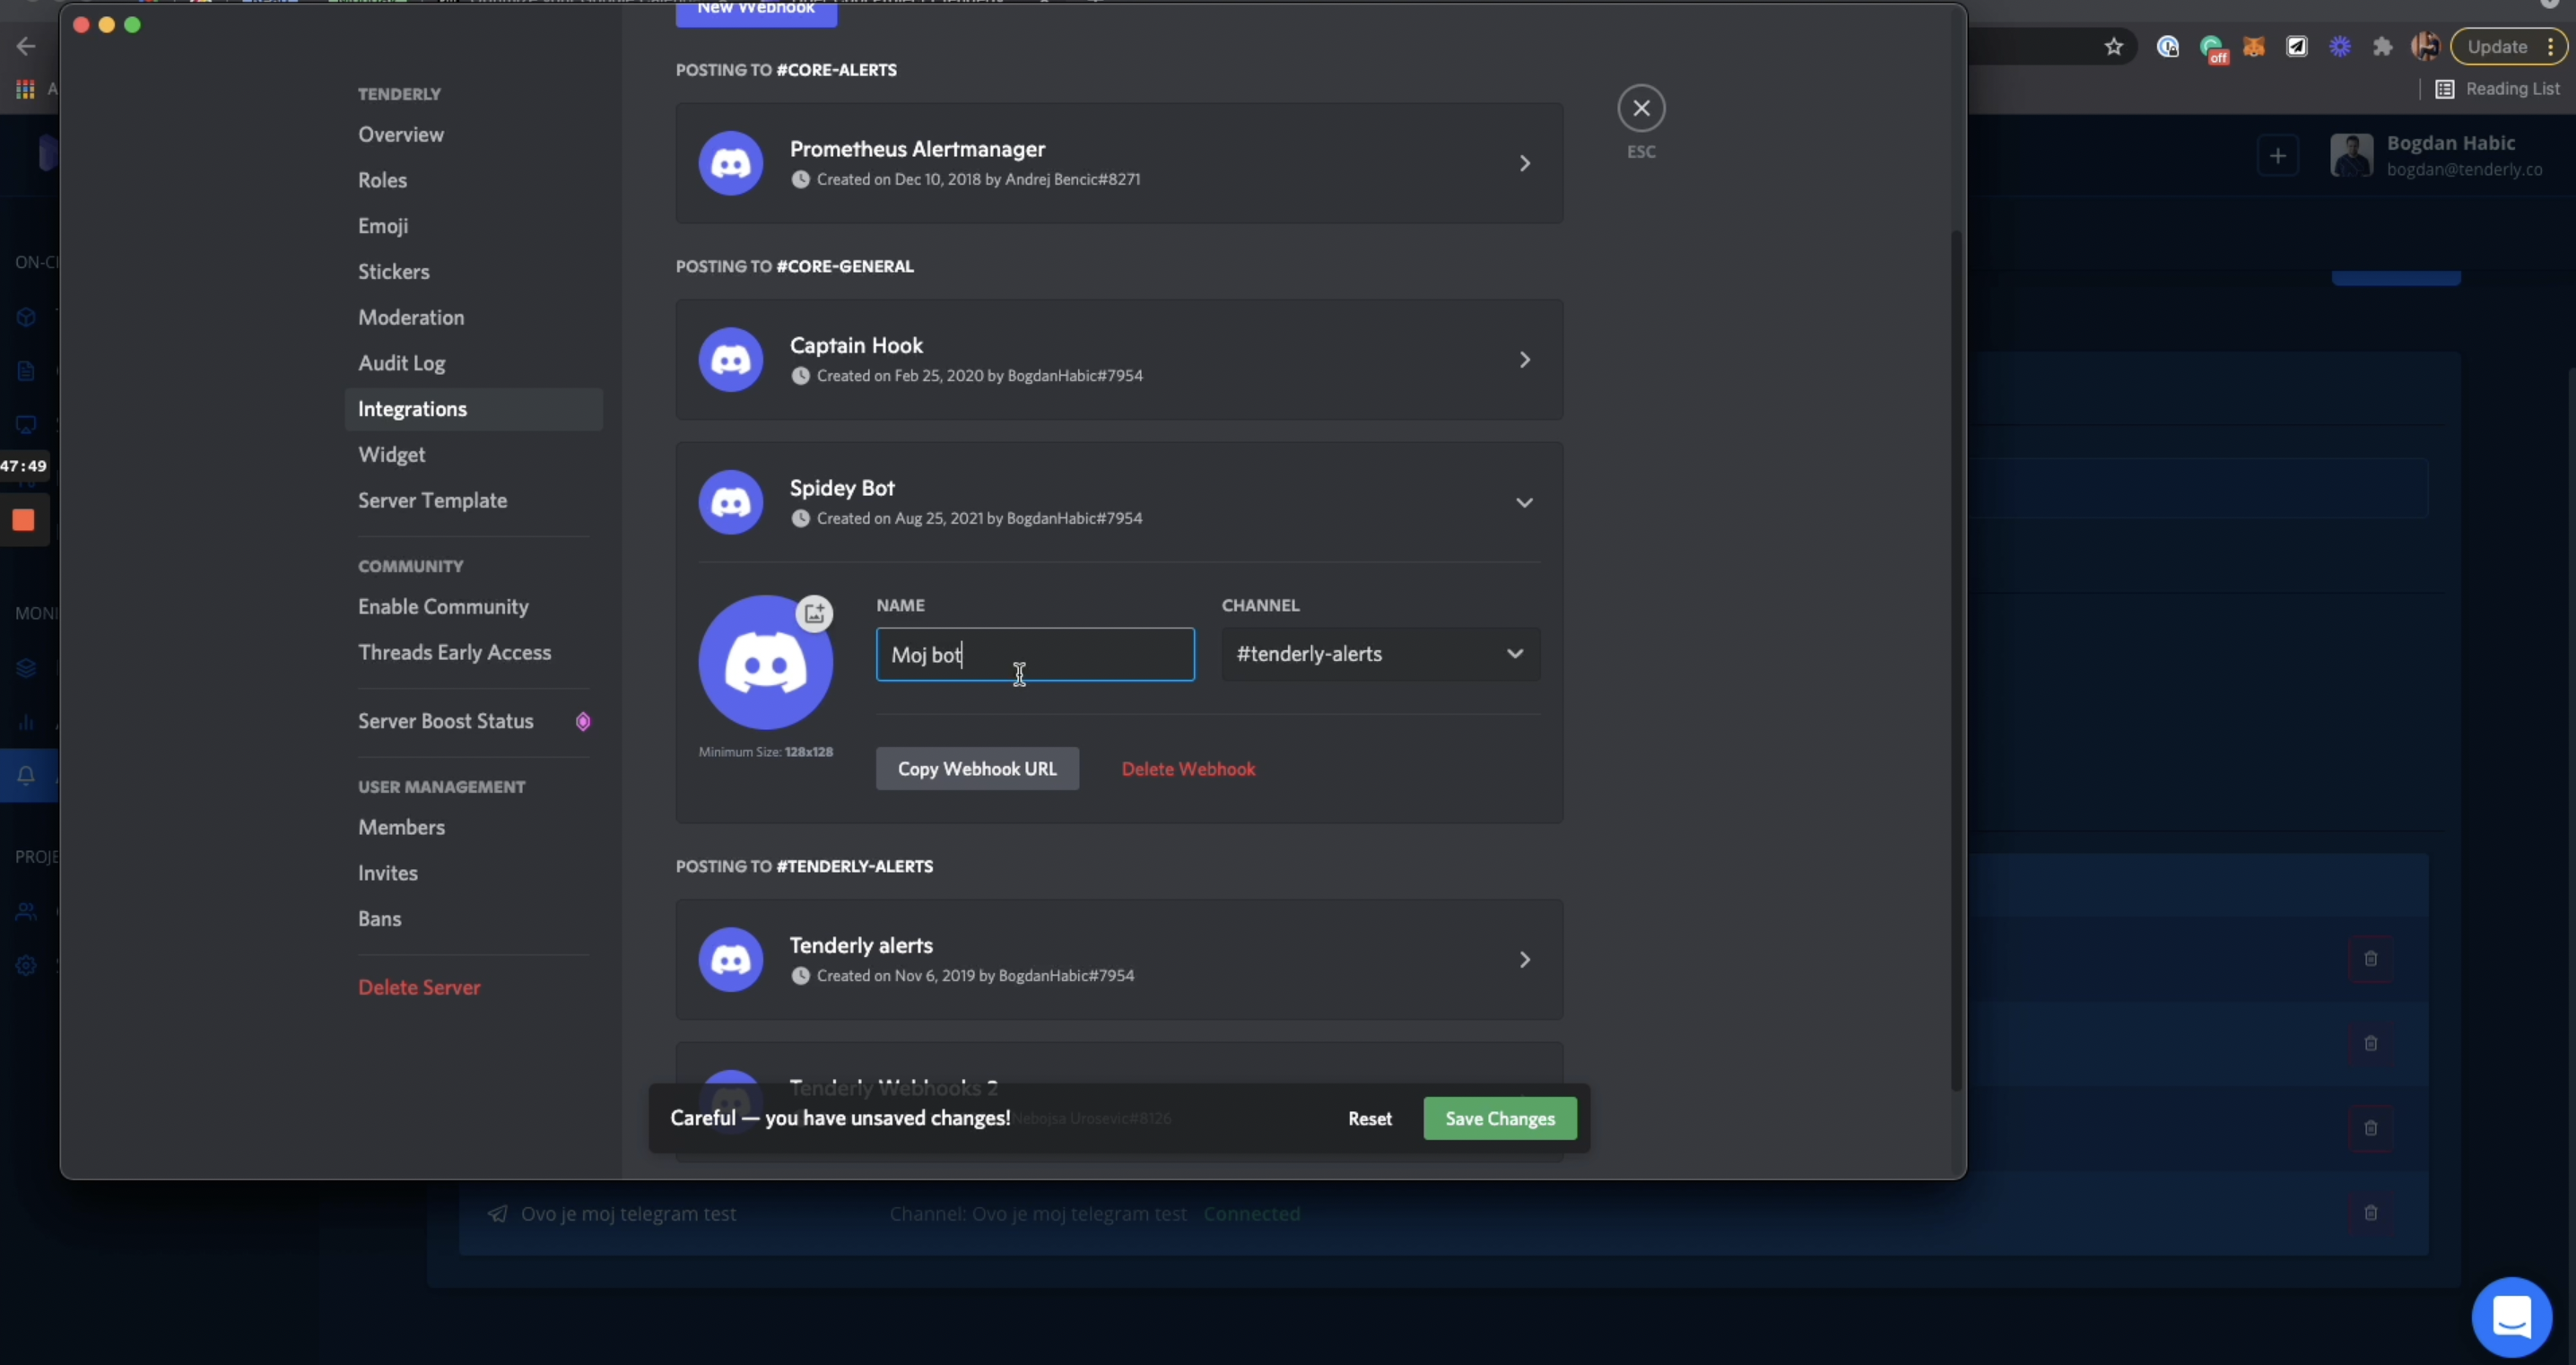 New Webhook
Update
Reading List
Bogdan Habic
bogdan@tenderly.co
POSTING TO #CORE-ALERTS
Prometheus Alertmanager
Created on Dec 10, 2018 by Andrej Bencic#8271
ESC
off
TENDERLY
Overview
Roles
Emoji
Stickers
Moderation
Audit Log
Integrations
Widget
Server Template
COMMUNITY
Enable Community
Threads Early Access
Server Boost Status
USER MANAGEMENT
Members
Invites
Bans
Delete Server
47:49
POSTING TO #CORE-GENERAL
Captain Hook
Created on Feb 25, 2020 by BogdanHabic#7954
Spidey Bot
Created on Aug 25, 2021 by BogdanHabic#7954
NAME
CHANNEL
Moj bot
#tenderly-alerts
Minimum Size: 128x128
Copy Webhook URL
Delete Webhook
POSTING TO #TENDERLY-ALERTS
Tenderly alerts
Created on Nov 6, 2019 by BogdanHabic#7954
Tenderly Webhooks 2
Nebojsa Urosevic#8126
Careful — you have unsaved changes!
Reset
Save Changes
Ovo je moj telegram test
Channel: Ovo je moj telegram test Connected